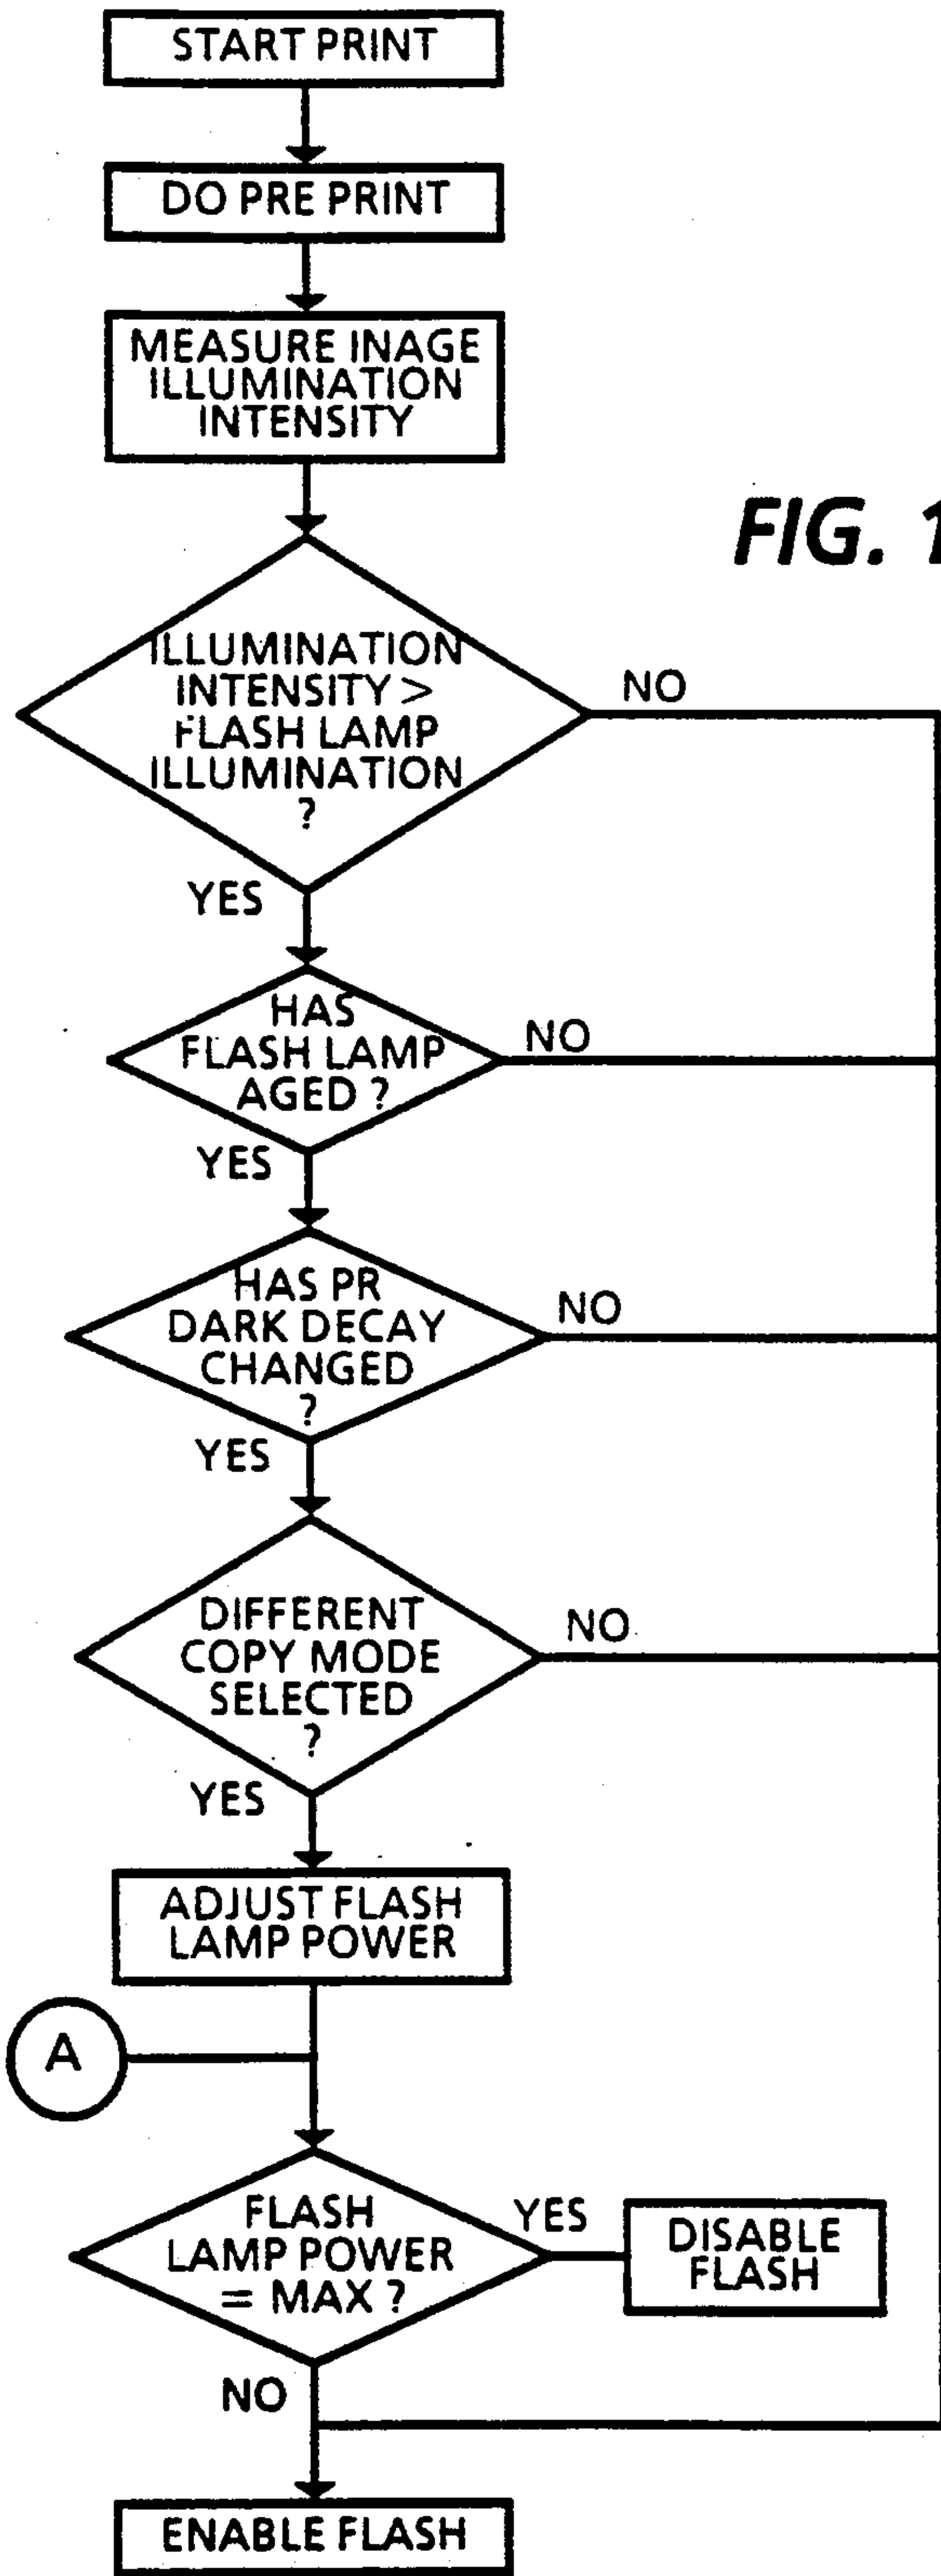 START PRINT
DO PRE PRINT
MEASURE INAGE
ILLUMINATION
INTENSITY
FIG. 1
ILLUMINATION
INTENSITY >
FLASH LAMP
ILLUMINATION
?
NO
YES
HAS
FLASH LAMP
AGED ?
NO
YES
HAS PR
DARK DECAY
CHANGED
?
NO
YES
DIFFERENT
COPY MODE
SELECTED
?
NO
YES
ADJUST FLASH
LAMP POWER
A
FLASH
LAMP POWER
= MAX ?
YES
DISABLE
FLASH
NO
ENABLE FLASH